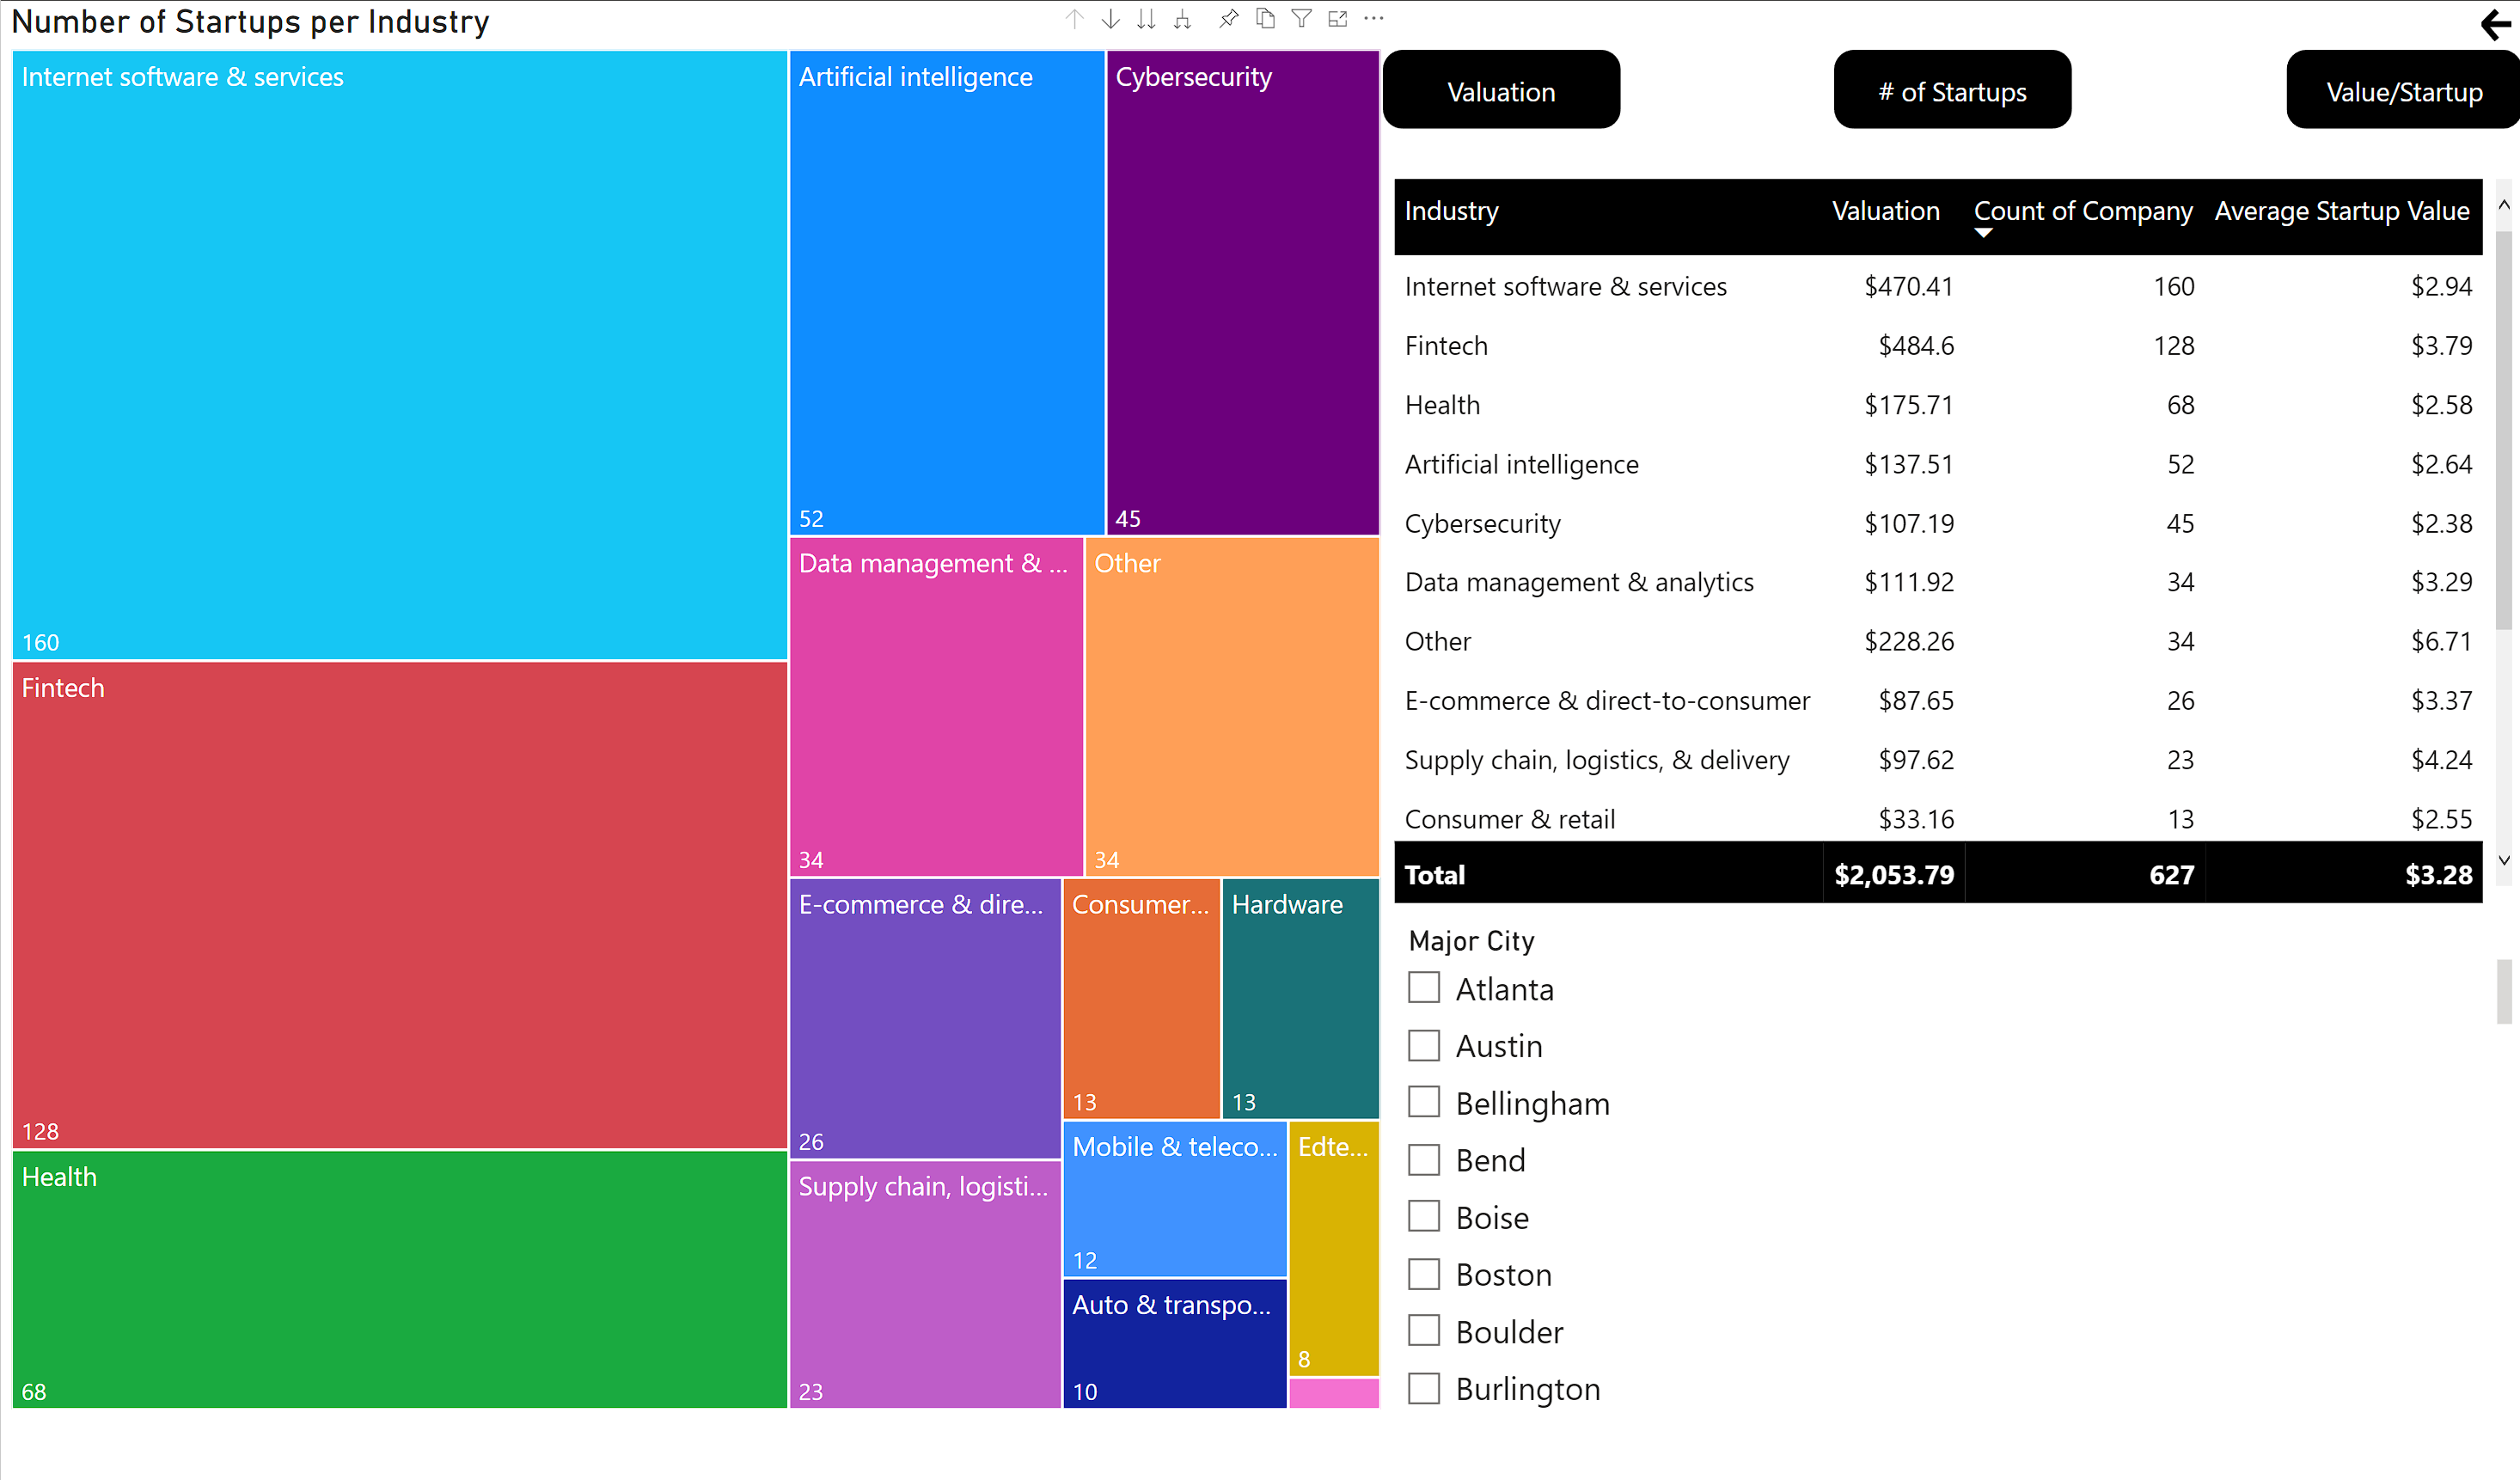 Number of Startups per Industry
Internet software & services
160
Fintech
128
Health
68
Artificial intelligence
52
Cybersecurity
45
Data management & ...
34
Other
34
E-commerce & dire...
26
Supply chain, logisti...
23
Consumer...
13
Hardware
13
Mobile & teleco...
12
Auto & transpo...
10
Edte...
8
Valuation
# of Startups
Value/Startup
Industry Valuation Count of Company Average Startup Value
Internet software & services $470.41 160 $2.94
Fintech $484.6 128 $3.79
Health $175.71 68 $2.58
Artificial intelligence $137.51 52 $2.64
Cybersecurity $107.19 45 $2.38
Data management & analytics $111.92 34 $3.29
Other $228.26 34 $6.71
E-commerce & direct-to-consumer $87.65 26 $3.37
Supply chain, logistics, & delivery $97.62 23 $4.24
Consumer & retail $33.16 13 $2.55
Total $2,053.79 627 $3.28
Major City
Atlanta
Austin
Bellingham
Bend
Boise
Boston
Boulder
Burlington